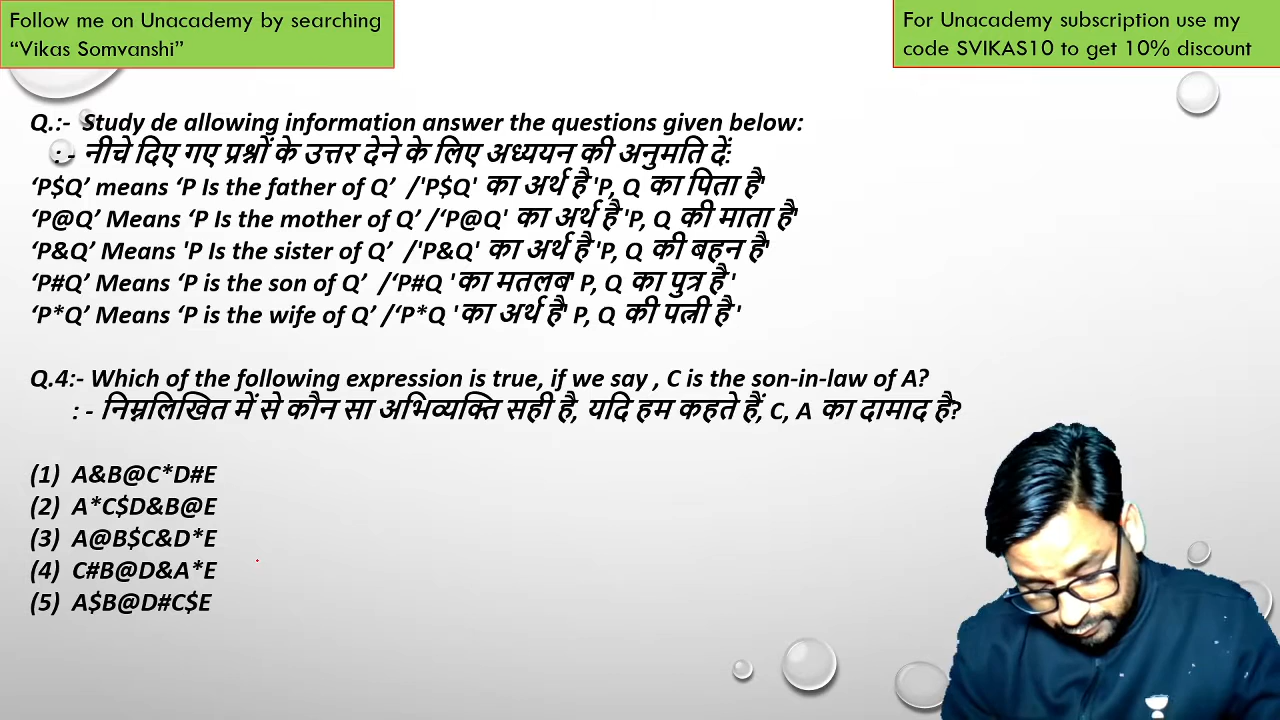 Follow me on Unacademy by searching
“Vikas Somvanshi”
For Unacademy subscription use my
code SVIKAS10 to get 10% discount
Q.:- Study de allowing information answer the questions given below:
: - नीचे दिए गए प्रश्नों के उत्तर देने के लिए अध्ययन की अनुमति दें:
‘P$Q’ means ‘P Is the father of Q’ /'P$Q' का अर्थ है 'P, Q का पिता है'
‘P@Q’ Means ‘P Is the mother of Q’ /‘P@Q' का अर्थ है 'P, Q की माता है'
‘P&Q’ Means 'P Is the sister of Q’ /'P&Q' का अर्थ है 'P, Q की बहन है'
‘P#Q’ Means ‘P is the son of Q’ /‘P#Q 'का मतलब' P, Q का पुत्र है '
‘P*Q’ Means ‘P is the wife of Q’ /‘P*Q 'का अर्थ है' P, Q की पत्नी है '
Q.4:- Which of the following expression is true, if we say , C is the son-in-law of A?
: - निम्नलिखित में से कौन सा अभिव्यक्ति सही है, यदि हम कहते हैं, C, A का दामाद है?
(1) A&B@C*D#E
(2) A*C$D&B@E
(3) A@B$C&D*E
(4) C#B@D&A*E
(5) A$B@D#C$E